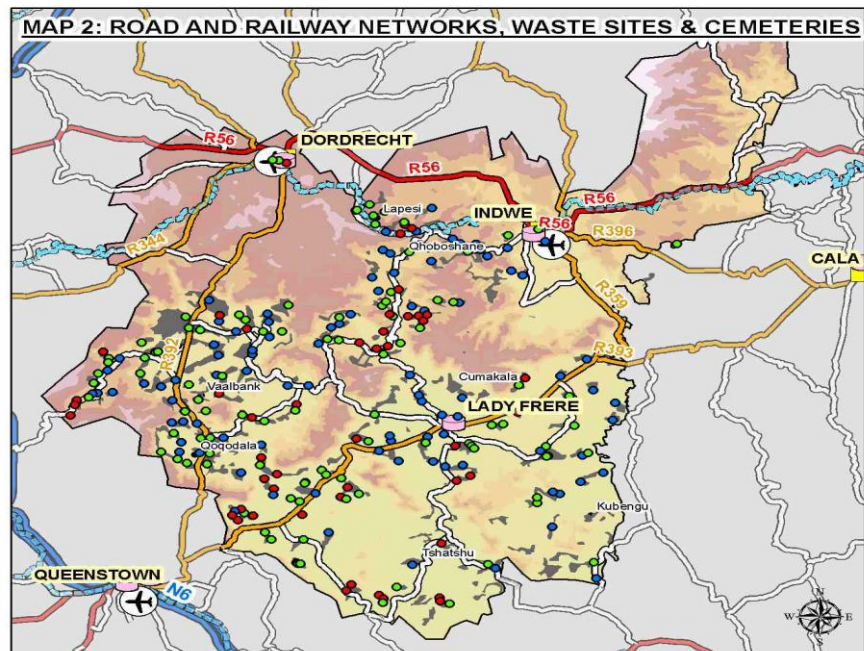 MAP 2: ROAD AND RAILWAY NETWORKS, WASTE SITES & CEMETERIES
R56
DORDRECHT
R56
Lapesi
INDWE
R56
R56
Qhoboshane
R344
R396
CALA
R359
R392
R393
Vaalbank
Cumakala
LADY FRERE
Qoqodala
Kubengu
Tshatshu
QUEENSTOWN
N6
N
W E
S